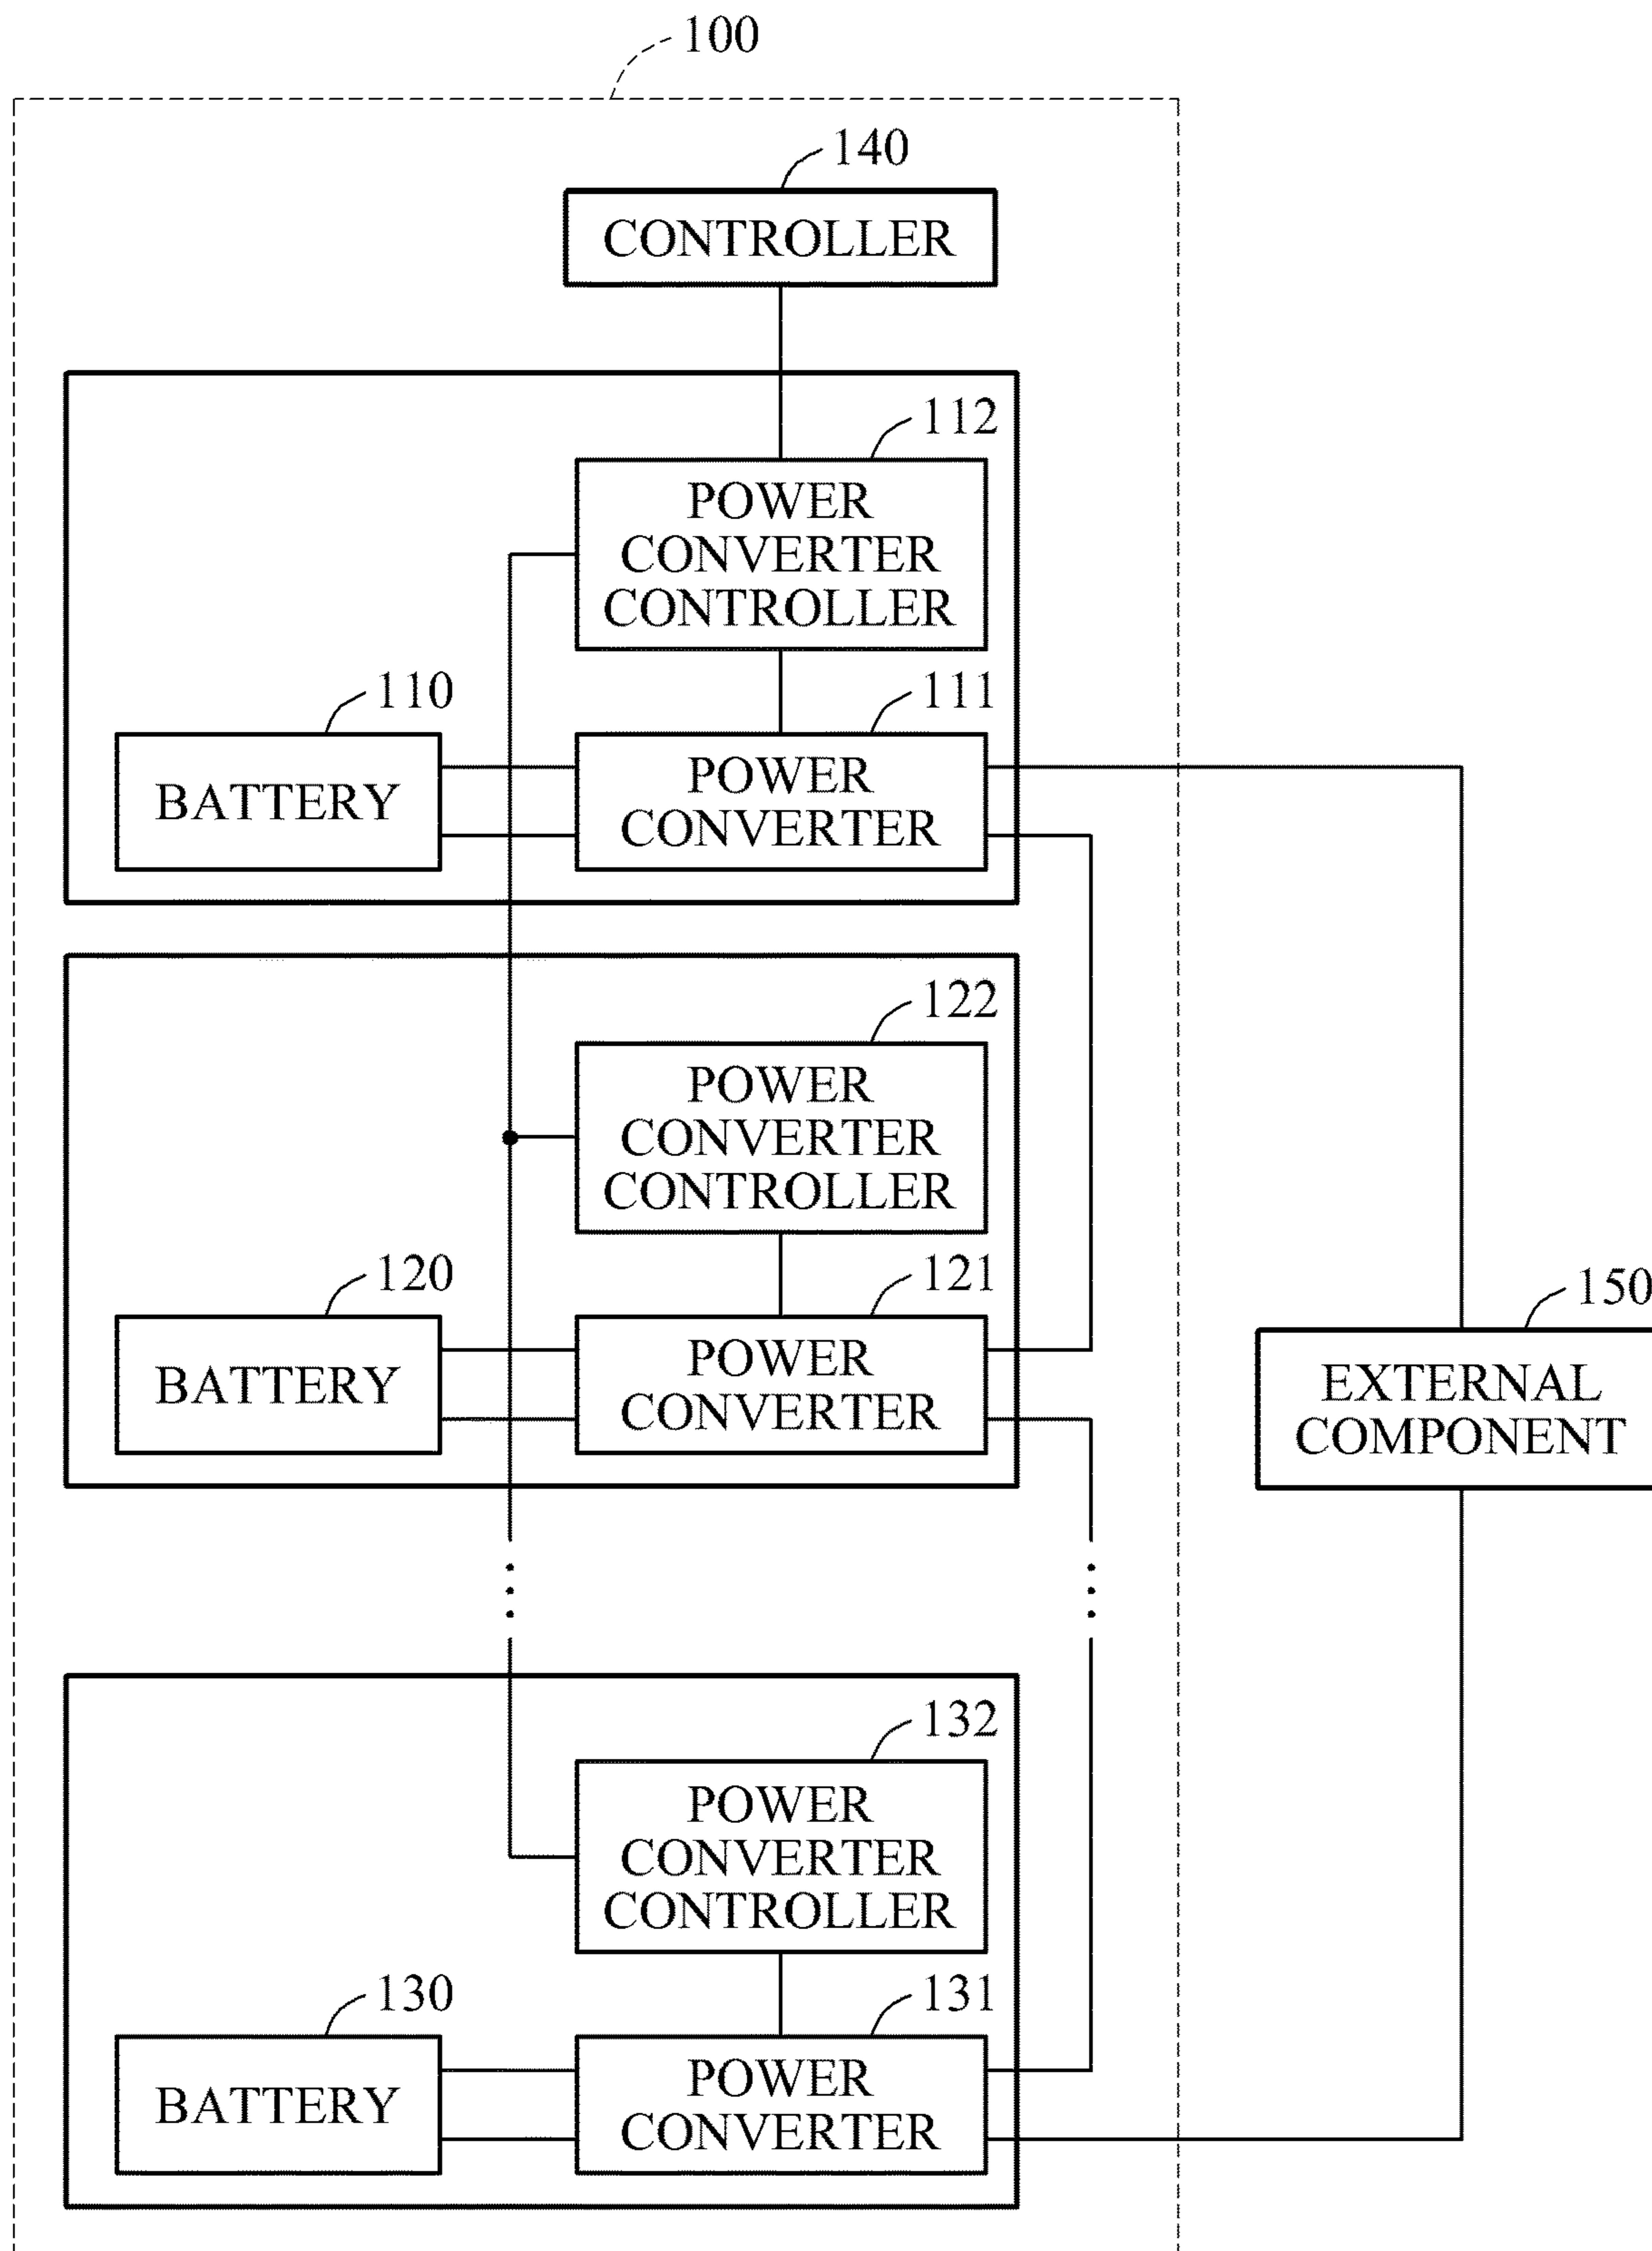 100
140
CONTROLLER
112
POWER
CONVERTER
CONTROLLER
110
111
BATTERY
POWER
CONVERTER
122
POWER
CONVERTER
CONTROLLER
120
121
BATTERY
POWER
CONVERTER
150
EXTERNAL
COMPONENT
132
POWER
CONVERTER
CONTROLLER
130
131
BATTERY
POWER
CONVERTER